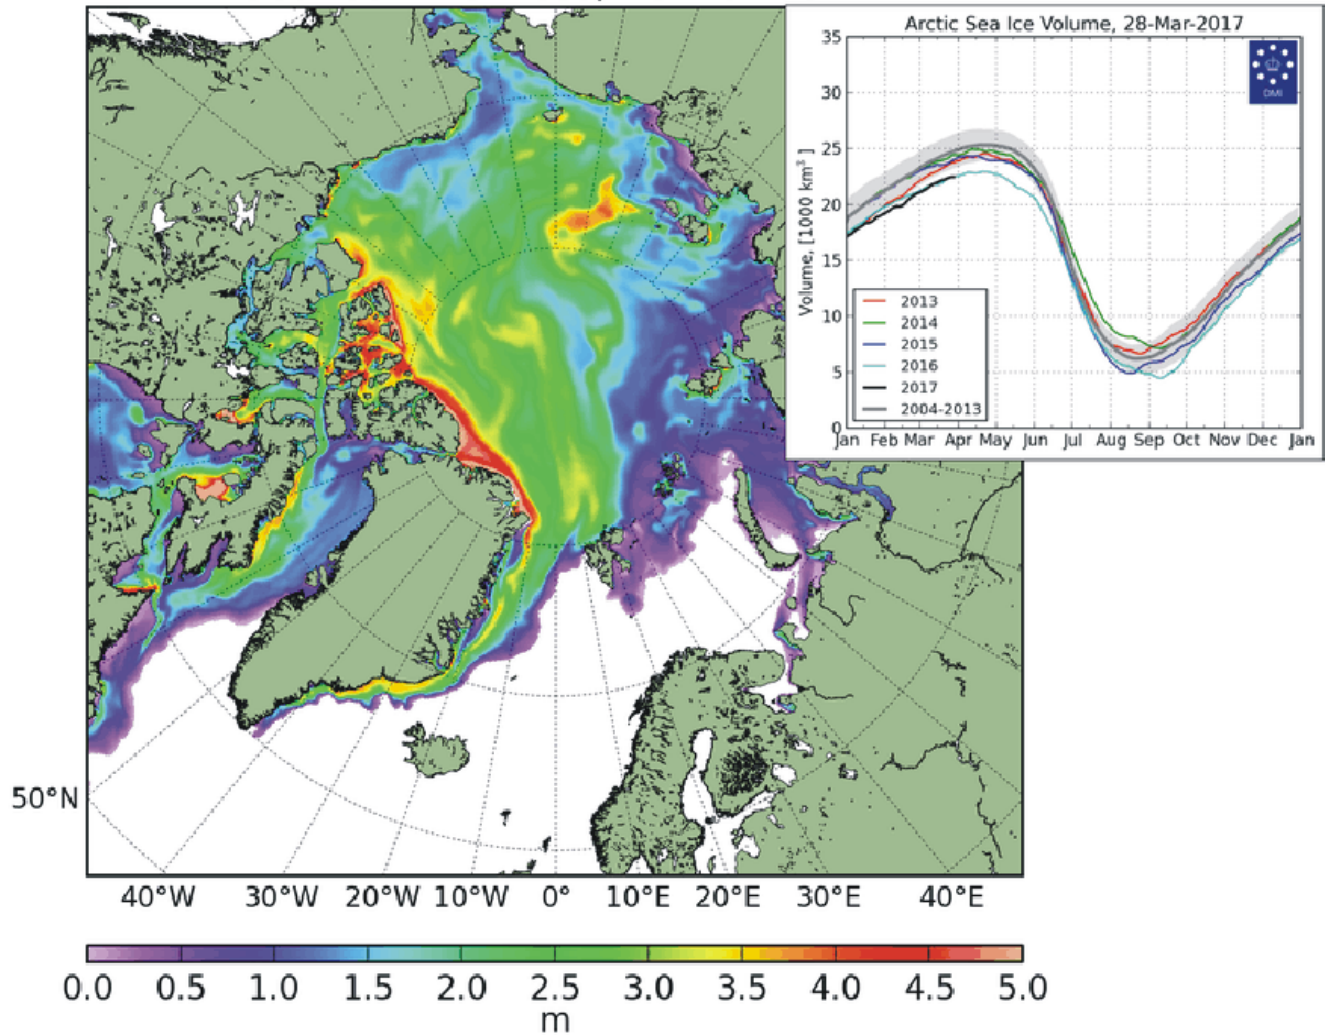 Arctic Sea Ice Volume, 28-Mar-2017
35
30
25
20
15
10
5
0
Volume, [1000 km³ ]
DMI
2013
2014
2015
2016
2017
2004-2013
Jan Feb Mar Apr May Jun Jul Aug Sep Oct Nov Dec Jan
50°N
40°W 30°W 20°W 10°W 0° 10°E 20°E 30°E 40°E
0.0 0.5 1.0 1.5 2.0 2.5 3.0 3.5 4.0 4.5 5.0
m